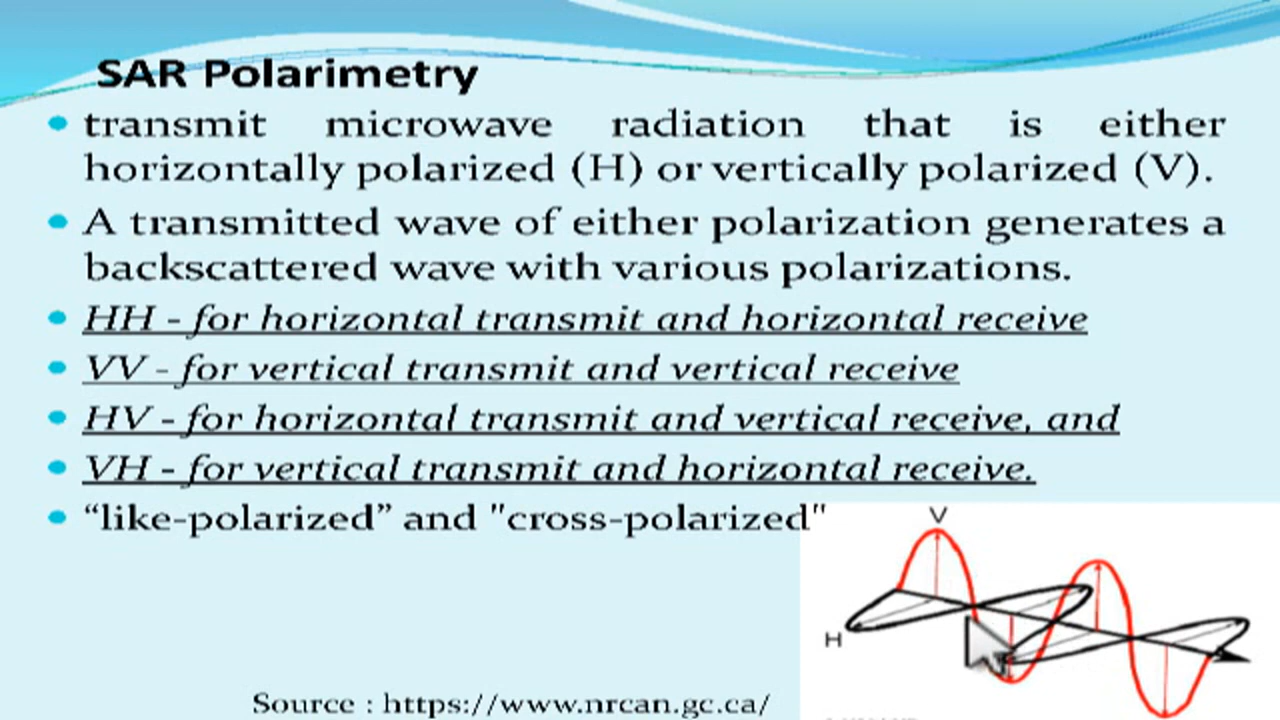 SAR Polarimetry
transmit microwave radiation that is either
horizontally polarized (H) or vertically polarized (V).
A transmitted wave of either polarization generates a
backscattered wave with various polarizations.
HH - for horizontal transmit and horizontal receive
VV - for vertical transmit and vertical receive
HV - for horizontal transmit and vertical receive, and
VH - for vertical transmit and horizontal receive.
“like-polarized” and "cross-polarized"
V
H
Source : https://www.nrcan.gc.ca/